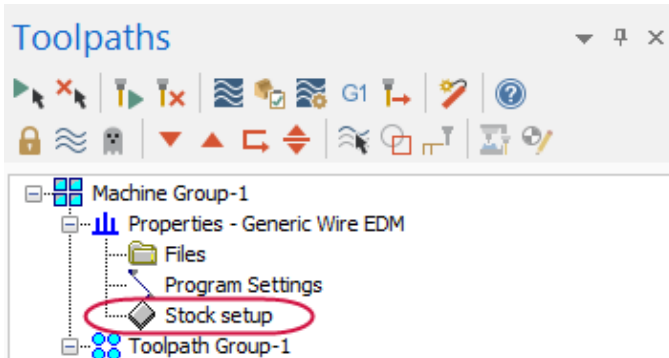 Toolpaths
G1
Machine Group-1
Properties - Generic Wire EDM
Files
Program Settings
Stock setup
Toolpath Group-1